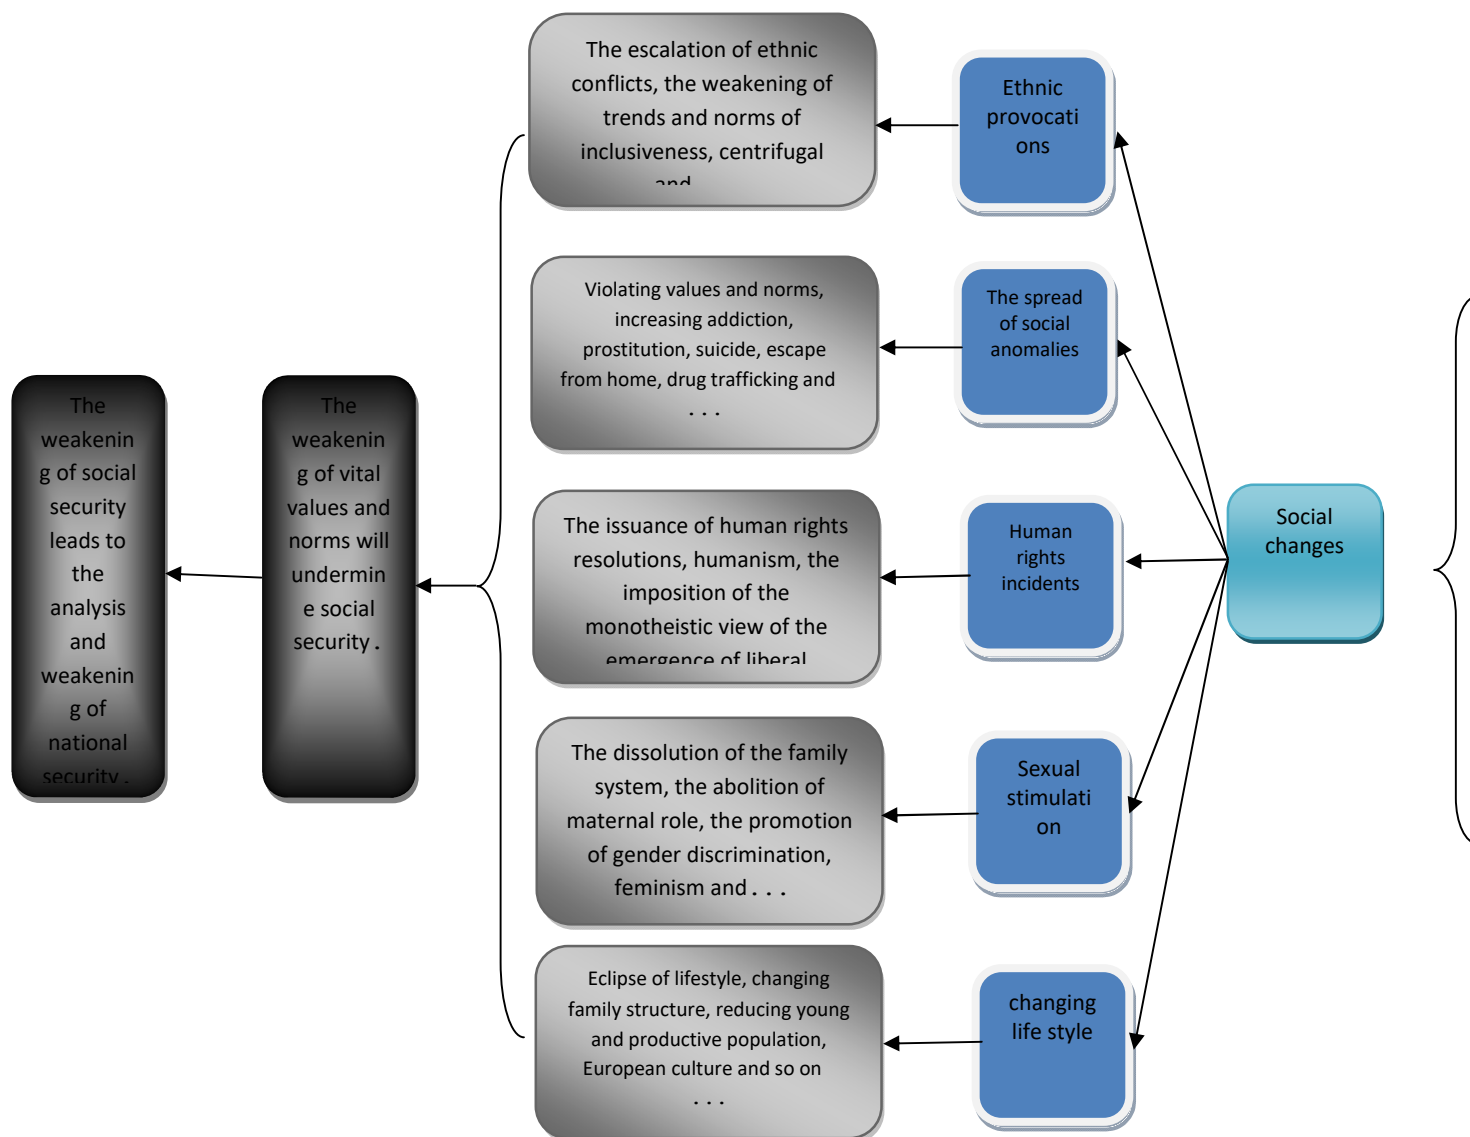 The escalation of ethnic
conflicts, the weakening of
trends and norms of
inclusiveness, centrifugal
and
Ethnic
provocati
ons
Violating values and norms,
increasing addiction,
prostitution, suicide, escape
from home, drug trafficking and
. . .
The spread
of social
anomalies
The
weakenin
g of social
security
leads to
the
analysis
and
weakenin
g of
national
security .
The
weakenin
g of vital
values and
norms will
undermin
e social
security .
The issuance of human rights
resolutions, humanism, the
imposition of the
monotheistic view of the
emergence of liberal
Human
rights
incidents
Social
changes
The dissolution of the family
system, the abolition of
maternal role, the promotion
of gender discrimination,
feminism and . . .
Sexual
stimulati
on
Eclipse of lifestyle, changing
family structure, reducing young
and productive population,
European culture and so on
. . .
changing
life style